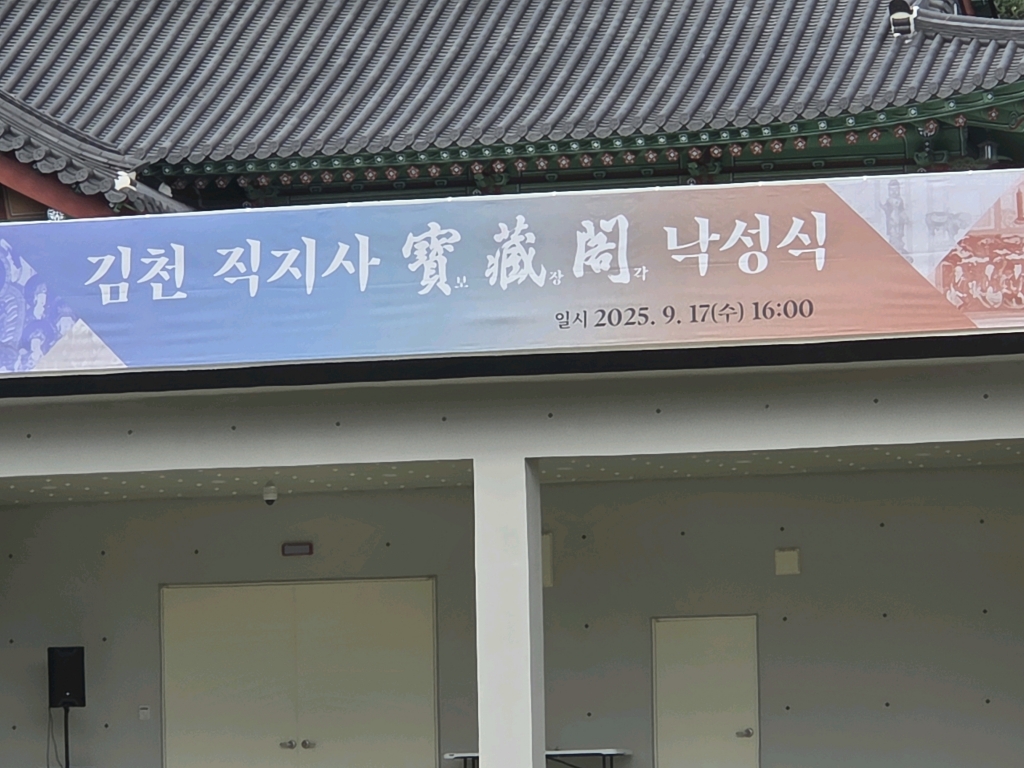 김천 직지사 寶보 藏장 閣각 낙성식
일시 2025. 9. 17(수) 16:00